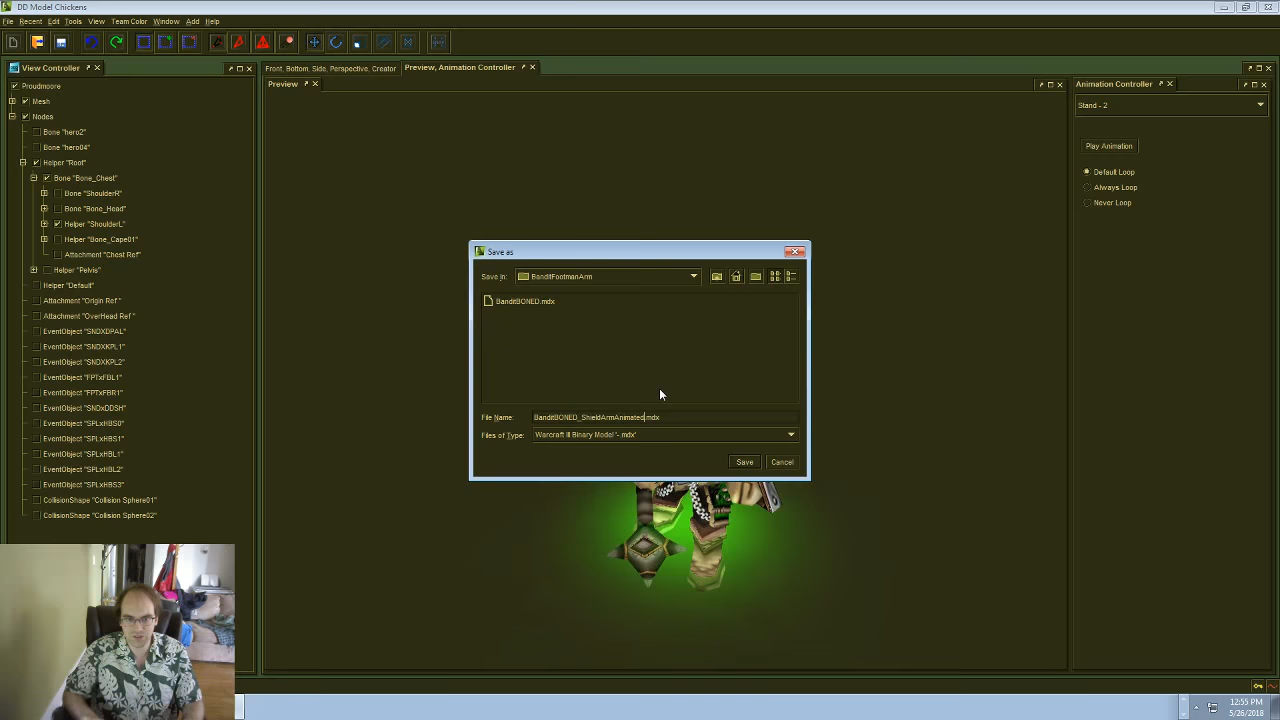 DD Model Chickens
File Recent Edit Tools View Team Color Window Add Help
View Controller
Proudmoore
Mesh
Nodes
Bone "hero2"
Bone "hero04"
Helper "Root"
Bone "Bone_Chest"
Bone "ShoulderR"
Bone "Bone_Head"
Helper "ShoulderL"
Helper "Bone_Cape01"
Attachment "Chest Ref"
Helper "Pelvis"
Helper "Default"
Attachment "Origin Ref "
Attachment "OverHead Ref "
EventObject "SNDXDPAL"
EventObject "SNDXKPL1"
EventObject "SNDXKPL2"
EventObject "FPTxFBL1"
EventObject "FPTxFBR1"
EventObject "SNDxDDSH"
EventObject "SPLxHBS0"
EventObject "SPLxHBS1"
EventObject "SPLxHBL1"
EventObject "SPLxHBL2"
EventObject "SPLxHBS3"
CollisionShape "Collision Sphere01"
CollisionShape "Collision Sphere02"
Front, Bottom, Side, Perspective, Creator
Preview, Animation Controller
Preview
Save as
Save In: BanditFootmanArm
BanditBONED.mdx
File Name: BanditBONED_ShieldArmAnimated.mdx
Files of Type: Warcraft III Binary Model '-.mdx'
Save Cancel
Animation Controller
Stand - 2
Play Animation
Default Loop
Always Loop
Never Loop
12:55 PM
5/26/2018